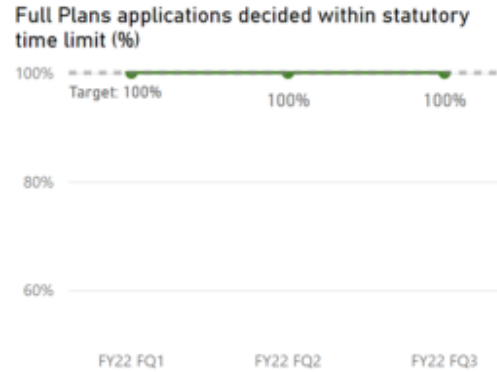 Full Plans applications decided within statutory
time limit (%)
100%
Target: 100%
100%
100%
80%
60%
FY22 FQ1
FY22 FQ2
FY22 FQ3